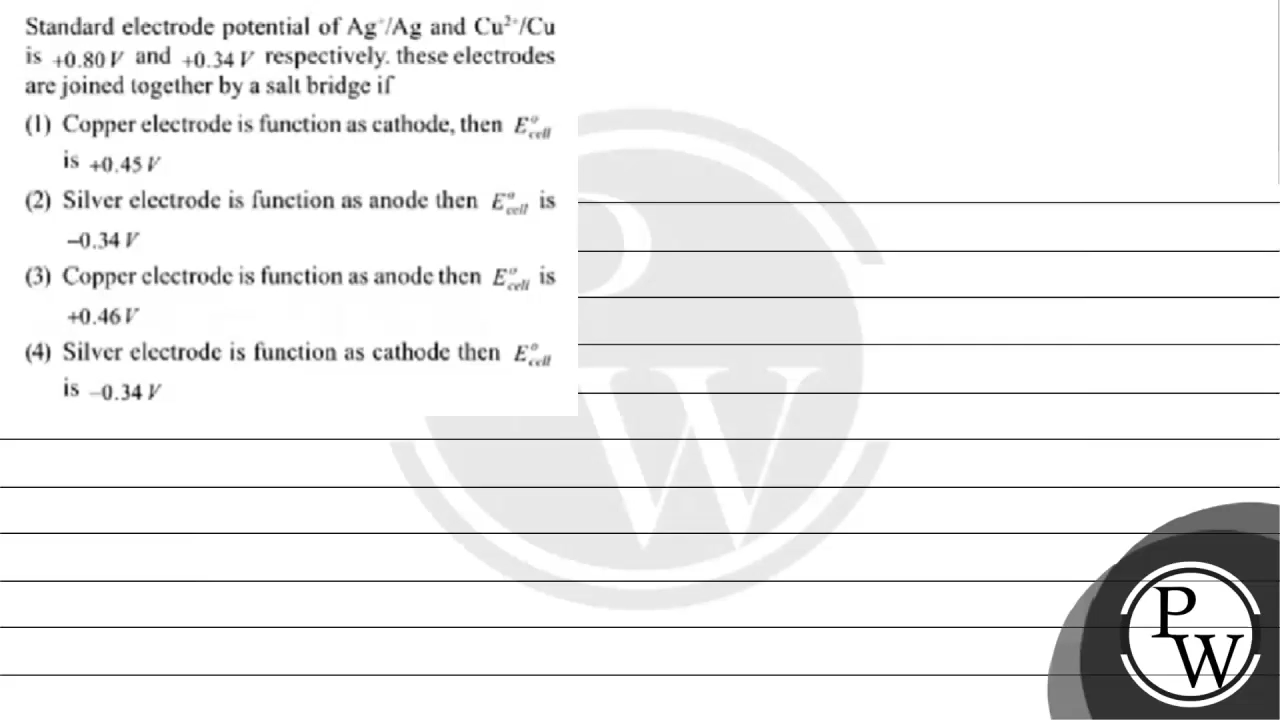 Standard electrode potential of Ag⁺/Ag and Cu²⁺/Cu
is +0.80 V and +0.34 V respectively. these electrodes
are joined together by a salt bridge if
(1) Copper electrode is function as cathode, then E°cell
is +0.45 V
(2) Silver electrode is function as anode then E°cell is
−0.34 V
(3) Copper electrode is function as anode then E°cell is
+0.46 V
(4) Silver electrode is function as cathode then E°cell
is −0.34 V
P
W
P
W